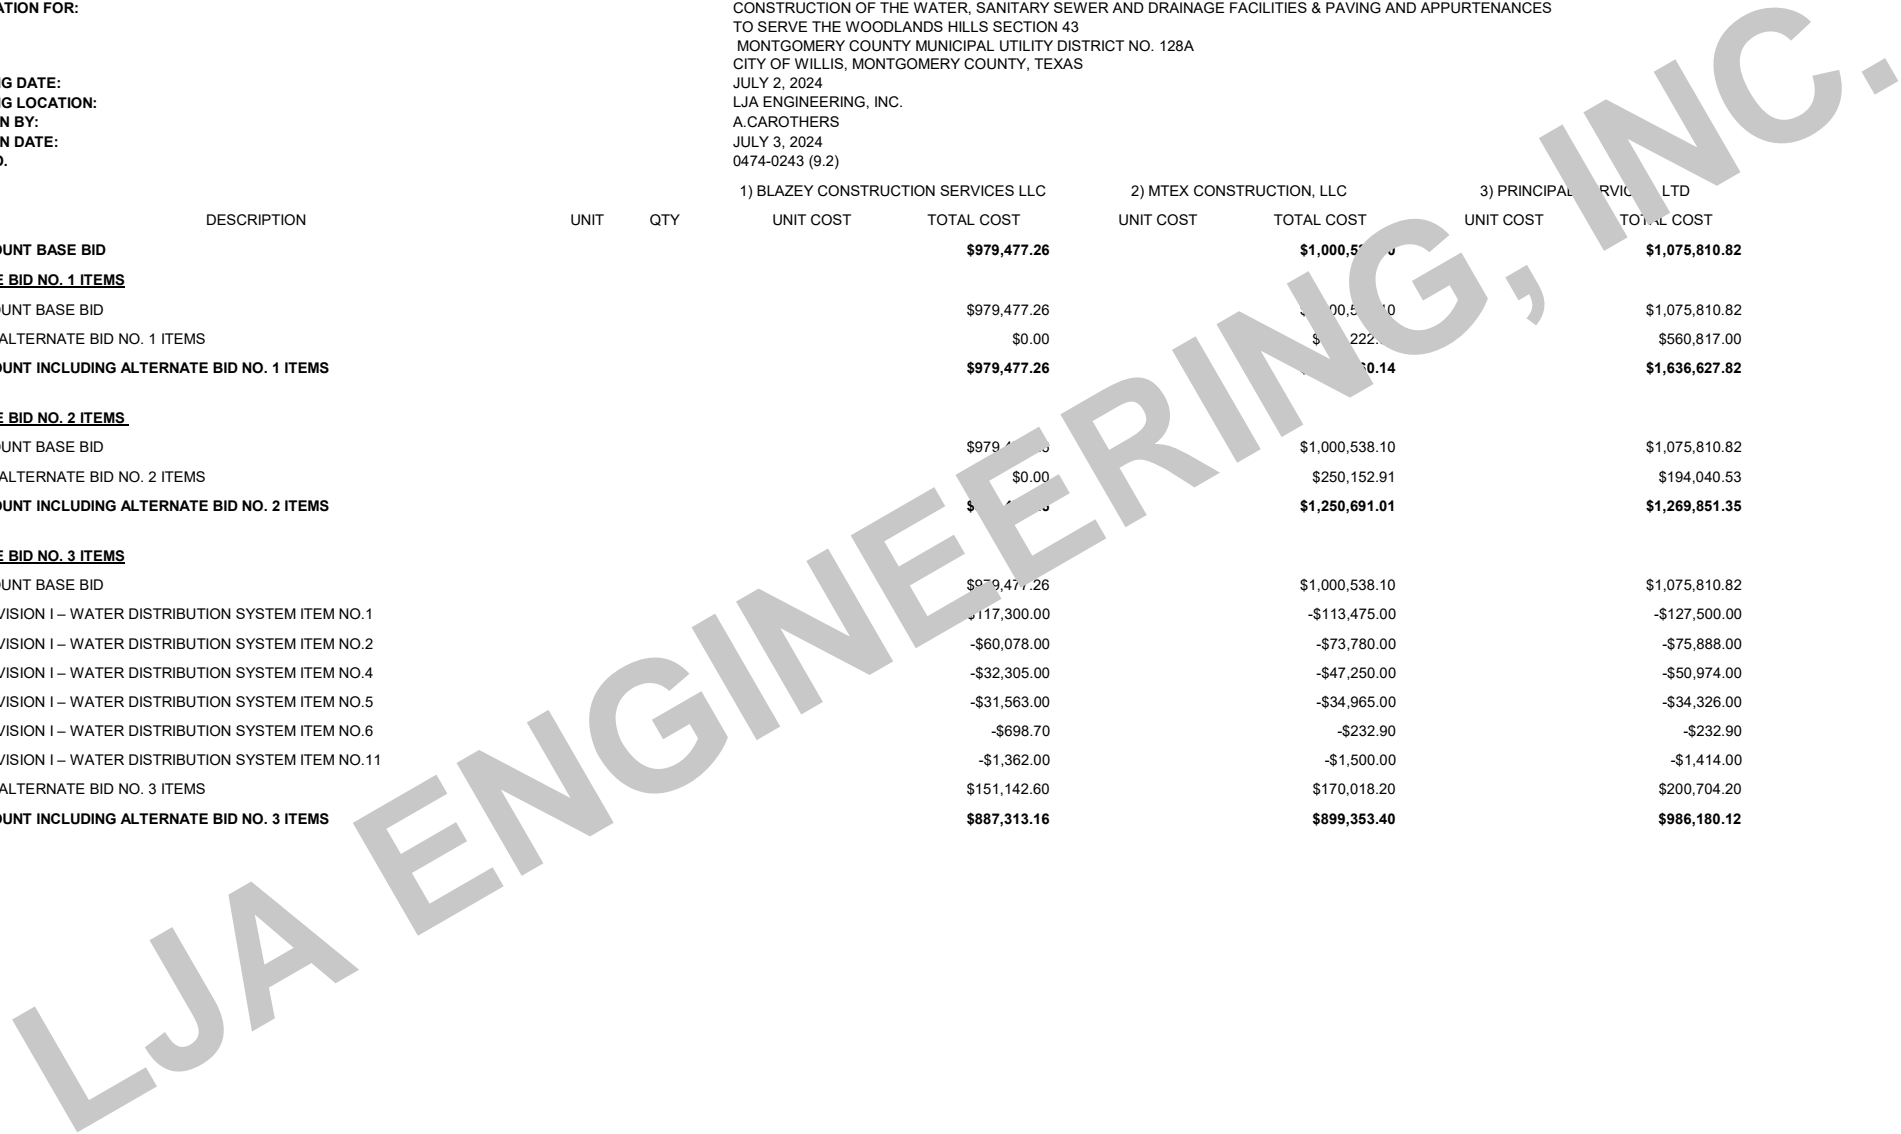 ATION FOR: CONSTRUCTION OF THE WATER, SANITARY SEWER AND DRAINAGE FACILITIES & PAVING AND APPURTENANCES
TO SERVE THE WOODLANDS HILLS SECTION 43
MONTGOMERY COUNTY MUNICIPAL UTILITY DISTRICT NO. 128A
CITY OF WILLIS, MONTGOMERY COUNTY, TEXAS
G DATE: JULY 2, 2024
G LOCATION: LJA ENGINEERING, INC.
N BY: A.CAROTHERS
N DATE: JULY 3, 2024
O. 0474-0243 (9.2)
1) BLAZEY CONSTRUCTION SERVICES LLC 2) MTEX CONSTRUCTION, LLC 3) PRINCIPAL LTD
DESCRIPTION UNIT QTY UNIT COST TOTAL COST UNIT COST TOTAL COST UNIT COST TOTAL COST
OUNT BASE BID $979,477.26 $1,075,810.82
E BID NO. 1 ITEMS
OUNT BASE BID $979,477.26 $1,075,810.82
ALTERNATE BID NO. 1 ITEMS $0.00 $560,817.00
OUNT INCLUDING ALTERNATE BID NO. 1 ITEMS $979,477.26 $1,636,627.82
E BID NO. 2 ITEMS
OUNT BASE BID $1,000,538.10 $1,075,810.82
ALTERNATE BID NO. 2 ITEMS $0.00 $250,152.91 $194,040.53
OUNT INCLUDING ALTERNATE BID NO. 2 ITEMS $1,250,691.01 $1,269,851.35
E BID NO. 3 ITEMS
OUNT BASE BID $979,477.26 $1,000,538.10 $1,075,810.82
VISION I – WATER DISTRIBUTION SYSTEM ITEM NO.1 -$117,300.00 -$113,475.00 -$127,500.00
VISION I – WATER DISTRIBUTION SYSTEM ITEM NO.2 -$60,078.00 -$73,780.00 -$75,888.00
VISION I – WATER DISTRIBUTION SYSTEM ITEM NO.4 -$32,305.00 -$47,250.00 -$50,974.00
VISION I – WATER DISTRIBUTION SYSTEM ITEM NO.5 -$31,563.00 -$34,965.00 -$34,326.00
VISION I – WATER DISTRIBUTION SYSTEM ITEM NO.6 -$698.70 -$232.90 -$232.90
VISION I – WATER DISTRIBUTION SYSTEM ITEM NO.11 -$1,362.00 -$1,500.00 -$1,414.00
ALTERNATE BID NO. 3 ITEMS $151,142.60 $170,018.20 $200,704.20
OUNT INCLUDING ALTERNATE BID NO. 3 ITEMS $887,313.16 $899,353.40 $986,180.12
LJA ENGINEERING, INC.